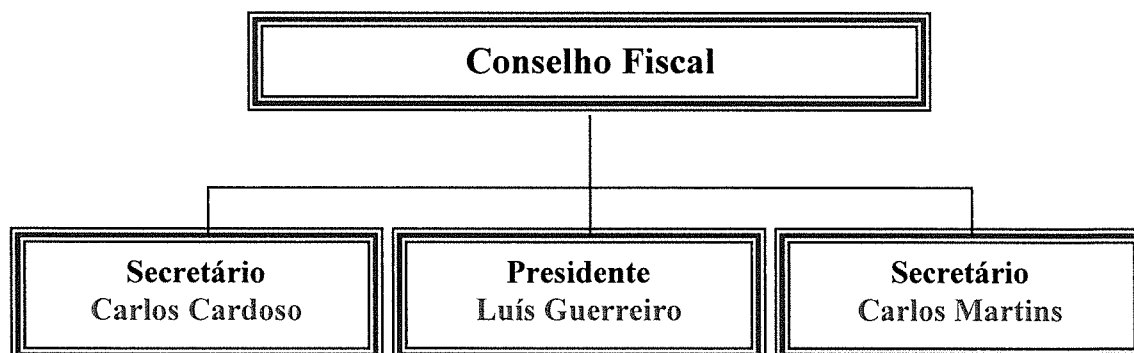 Conselho Fiscal
Secretário
Carlos Cardoso
Presidente
Luís Guerreiro
Secretário
Carlos Martins